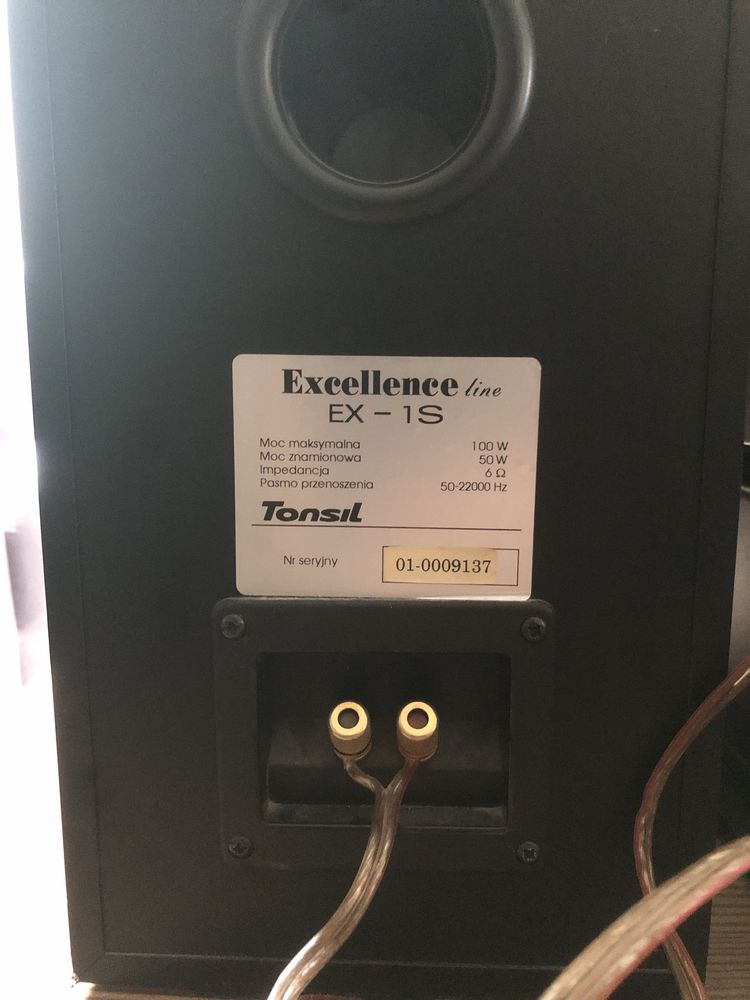 Excellence line
EX – 1S
Moc maksymalna 100 W
Moc znamionowa 50 W
Impedancja 6 Ω
Pasmo przenoszenia 50-22000 Hz
Tonsil
Nr seryjny 01-0009137